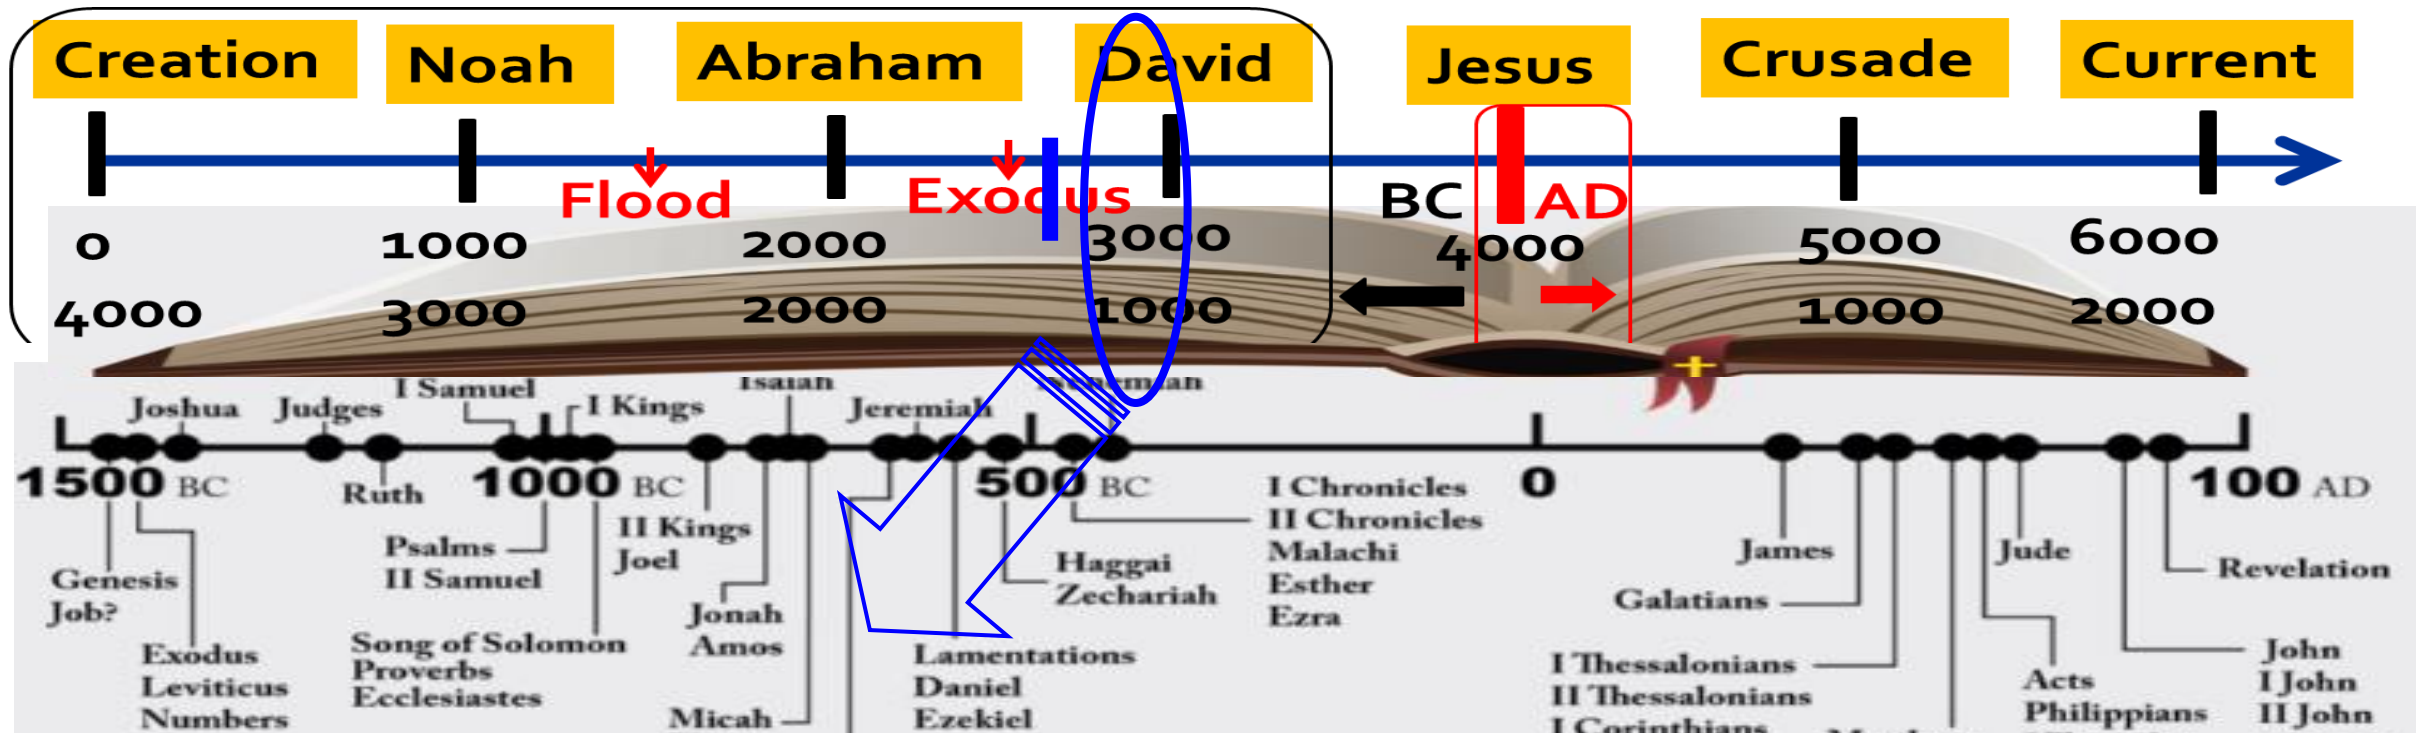 Creation Noah Abraham David Jesus Crusade Current
Flood Exodus BC AD
0 1000 2000 3000 4000 5000 6000
4000 3000 2000 1000 1000 2000
I Samuel Isaiah Nehemiah
Joshua Judges I Kings Jeremiah
1500 BC Ruth 1000 BC 500 BC 0 100 AD
I Chronicles
II Chronicles
Malachi
Esther
Ezra
II Kings
Joel
Psalms
II Samuel
Haggai
Zechariah
James
Jude
Revelation
Genesis
Job?
Galatians
Jonah
Amos
Song of Solomon
Proverbs
Ecclesiastes
Exodus
Leviticus
Numbers
Lamentations
Daniel
Ezekiel
Micah
I Thessalonians
II Thessalonians
I Corinthians
Acts
Philippians
John
I John
II John